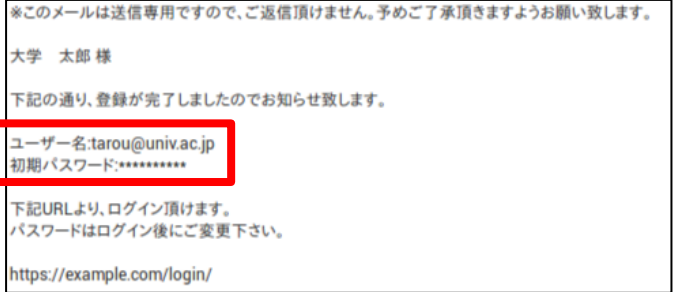 ※このメールは送信専用ですので、ご返信頂けません。予めご了承頂きますようお願い致します。
大学　太郎 様
下記の通り、登録が完了しましたのでお知らせ致します。
ユーザー名:tarou@univ.ac.jp
初期パスワード:**********
下記URLより、ログイン頂けます。
パスワードはログイン後にご変更下さい。
https://example.com/login/